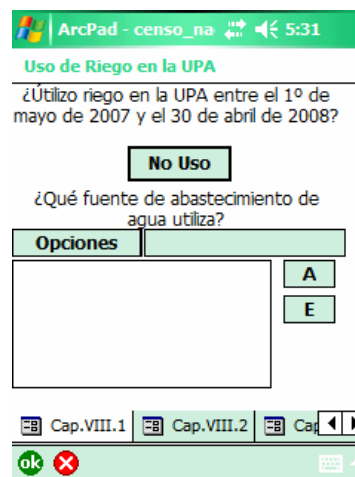 ArcPad - censo_na 5:31
Uso de Riego en la UPA
¿Útilizo riego en la UPA entre el 1º de
mayo de 2007 y el 30 de abril de 2008?
No Uso
¿Qué fuente de abastecimiento de
agua utiliza?
Opciones
A
E
Cap.VIII.1 Cap.VIII.2 Cap
ok